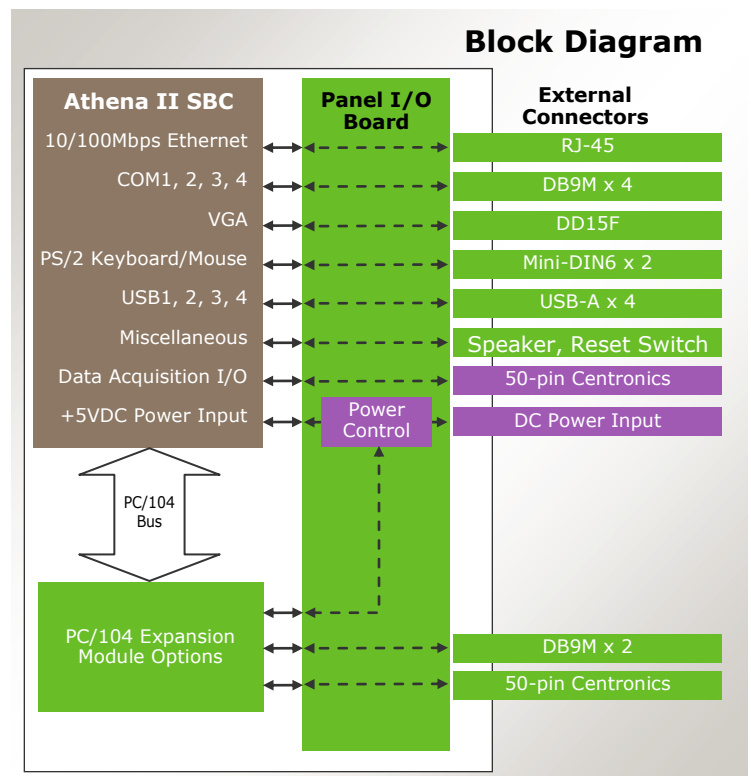 Block Diagram
Athena II SBC
Panel I/O
Board
External
Connectors
10/100Mbps Ethernet
RJ-45
COM1, 2, 3, 4
DB9M x 4
VGA
DD15F
PS/2 Keyboard/Mouse
Mini-DIN6 x 2
USB1, 2, 3, 4
USB-A x 4
Miscellaneous
Speaker, Reset Switch
Data Acquisition I/O
50-pin Centronics
+5VDC Power Input
Power
Control
DC Power Input
PC/104
Bus
PC/104 Expansion
Module Options
DB9M x 2
50-pin Centronics